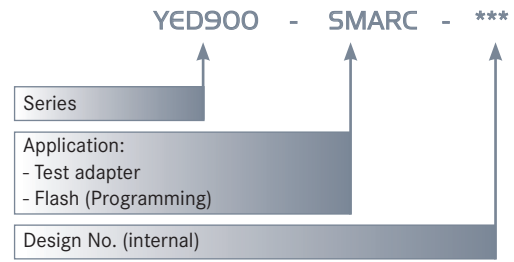 YED900 - SMARC - ***
Series
Application:
- Test adapter
- Flash (Programming)
Design No. (internal)